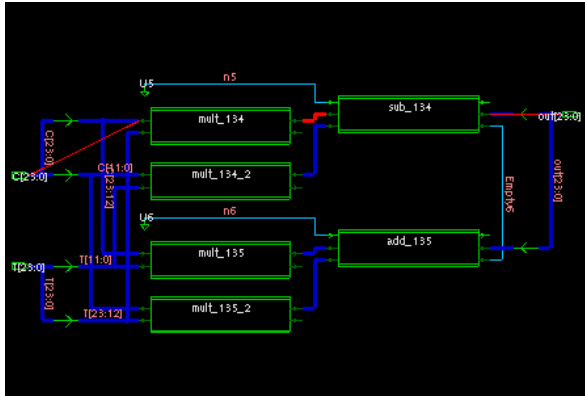 U5
n5
sub_134
mult_134
out[23:0]
C[23:0]
C[23:0]
C[11:0]
C[23:12]
mult_134_2
Empty6
out[23:0]
U6
n6
add_135
mult_135
T[23:0]
T[11:0]
T[23:0]
T[23:12]
mult_135_2